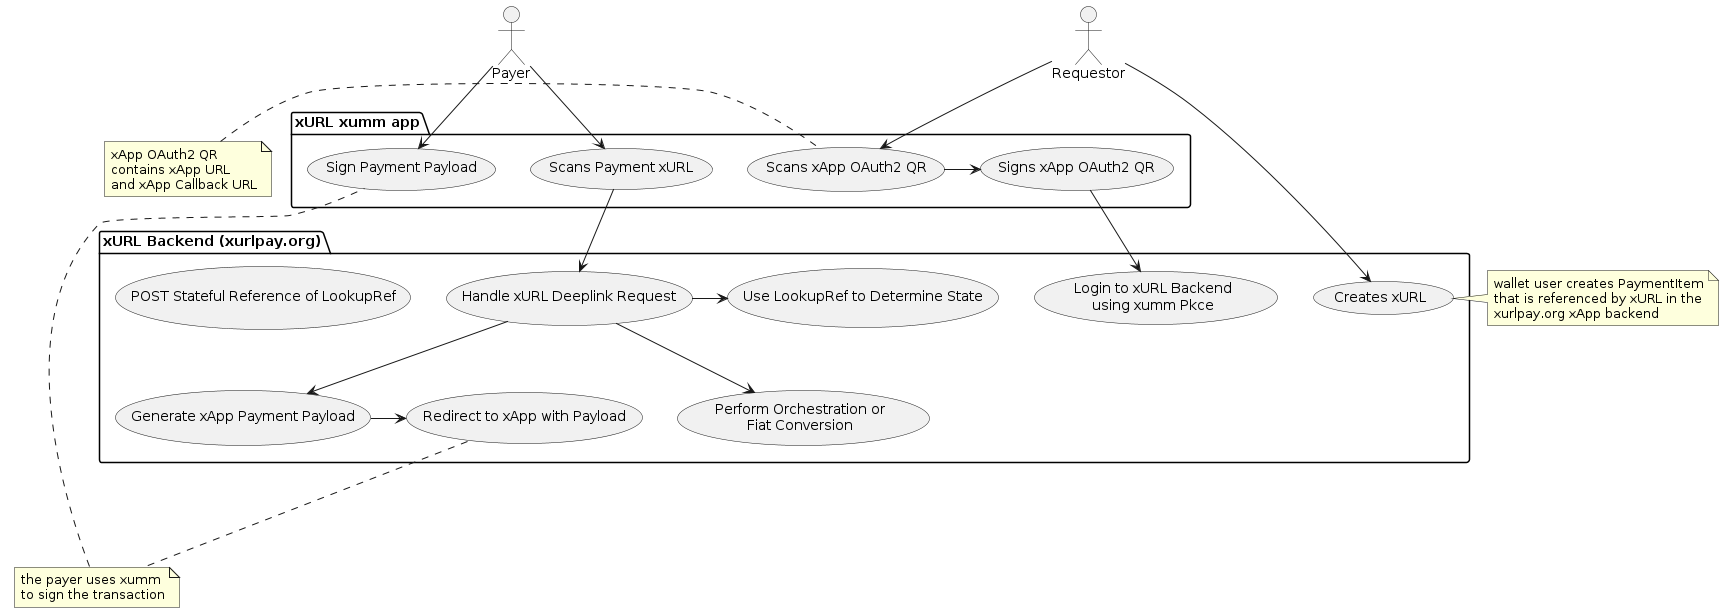 Payer
Requestor
xURL xumm app
xApp OAuth2 QR
contains xApp URL
and xApp Callback URL
Sign Payment Payload
Scans Payment xURL
Scans xApp OAuth2 QR
Signs xApp OAuth2 QR
xURL Backend (xurlpay.org)
POST Stateful Reference of LookupRef
Handle xURL Deeplink Request
Use LookupRef to Determine State
Login to xURL Backend
using xumm Pkce
Creates xURL
wallet user creates PaymentItem
that is referenced by xURL in the
xurlpay.org xApp backend
Generate xApp Payment Payload
Redirect to xApp with Payload
Perform Orchestration or
Fiat Conversion
the payer uses xumm
to sign the transaction